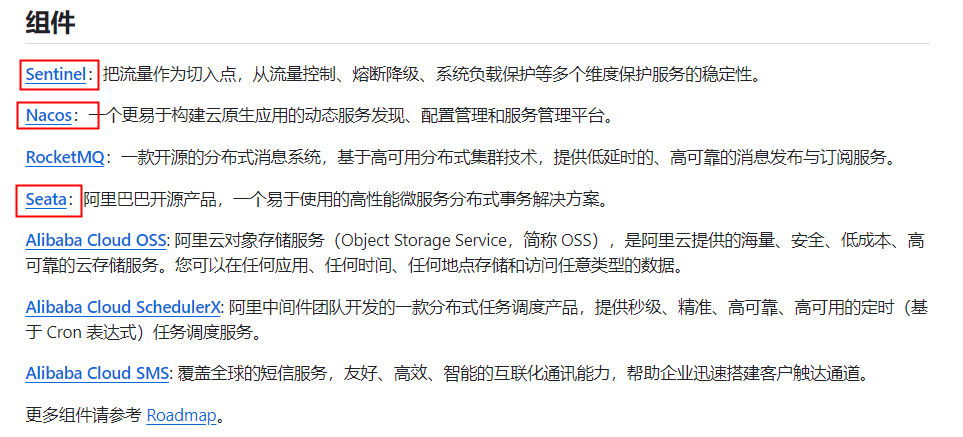 组件
Sentinel：把流量作为切入点，从流量控制、熔断降级、系统负载保护等多个维度保护服务的稳定性。
Nacos：一个更易于构建云原生应用的动态服务发现、配置管理和服务管理平台。
RocketMQ：一款开源的分布式消息系统，基于高可用分布式集群技术，提供低延时的、高可靠的消息发布与订阅服务。
Seata：阿里巴巴开源产品，一个易于使用的高性能微服务分布式事务解决方案。
Alibaba Cloud OSS: 阿里云对象存储服务（Object Storage Service，简称 OSS），是阿里云提供的海量、安全、低成本、高
可靠的云存储服务。您可以在任何应用、任何时间、任何地点存储和访问任意类型的数据。
Alibaba Cloud SchedulerX: 阿里中间件团队开发的一款分布式任务调度产品，提供秒级、精准、高可靠、高可用的定时（基
于 Cron 表达式）任务调度服务。
Alibaba Cloud SMS: 覆盖全球的短信服务，友好、高效、智能的互联化通讯能力，帮助企业迅速搭建客户触达通道。
更多组件请参考 Roadmap。